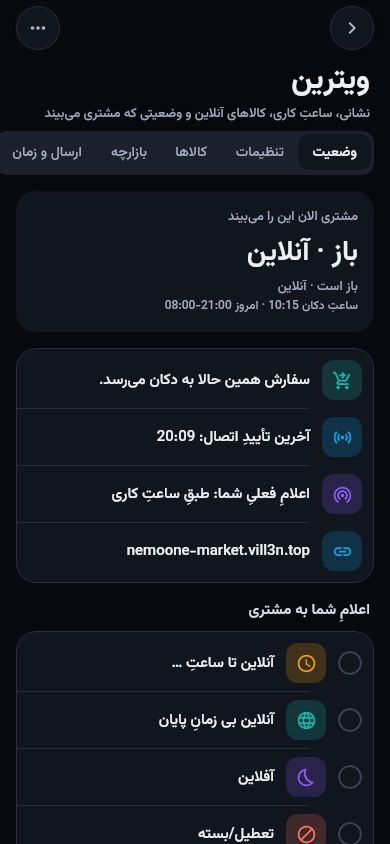 ویترین
نشانی، ساعتِ کاری، کالاهای آنلاین و وضعیتی که مشتری می‌بیند
وضعیت
تنظیمات
کالاها
بازارچه
ارسال و زمان
مشتری الان این را می‌بیند
باز · آنلاین
باز است · آنلاین
ساعتِ دکان 10:15 · امروز 21:00-08:00
سفارش همین حالا به دکان می‌رسد.
آخرین تأییدِ اتصال: 20:09
اعلامِ فعلیِ شما: طبقِ ساعتِ کاری
nemoone-market.vill3n.top
اعلامِ شما به مشتری
آنلاین تا ساعتِ ...
آنلاین بی زمانِ پایان
آفلاین
تعطیل/بسته